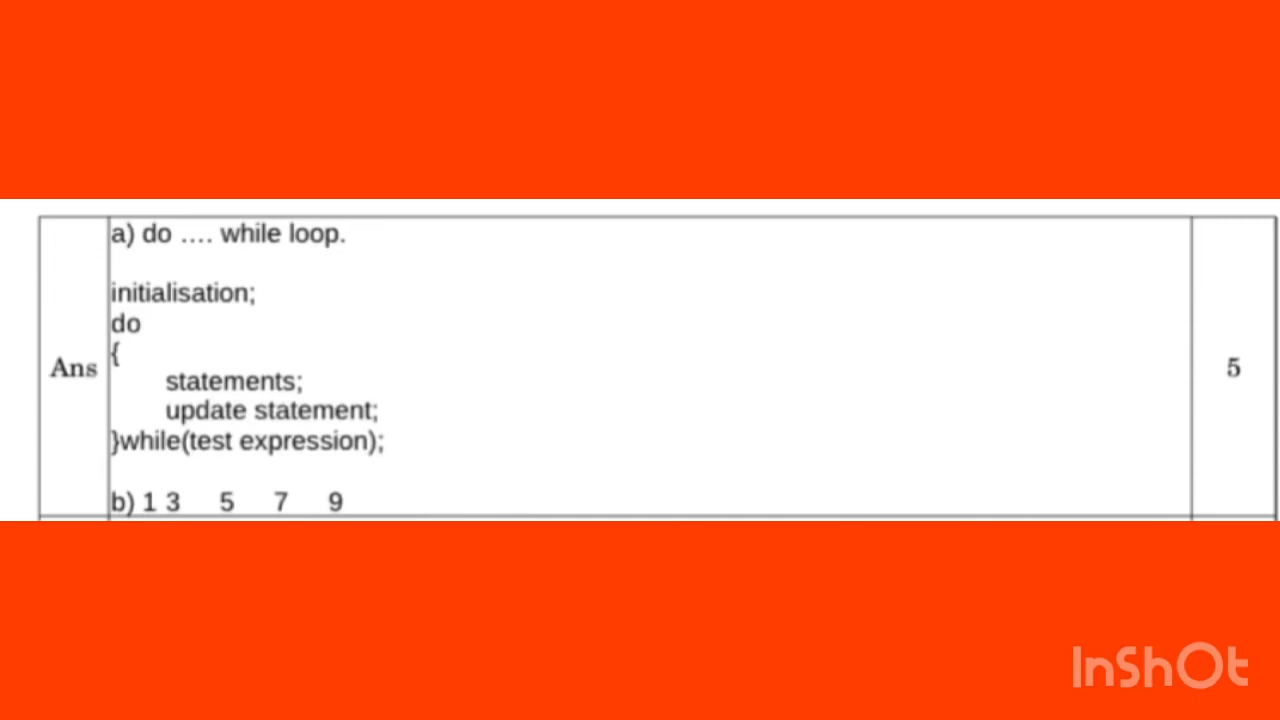 a) do .... while loop.
initialisation;
do
{
statements;
update statement;
}while(test expression);
b) 1 3 5 7 9
Ans
5
InShOt